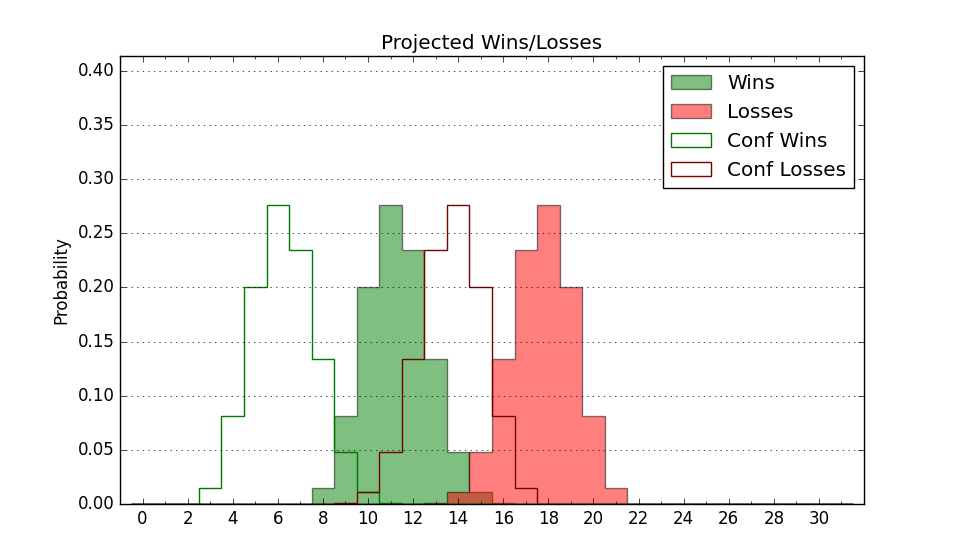 Projected Wins/Losses
0.40
0.35
0.30
0.25
0.20
0.15
0.10
0.05
0.00
Probability
Wins
Losses
Conf Wins
Conf Losses
0 2 4 6 8 10 12 14 16 18 20 22 24 26 28 30